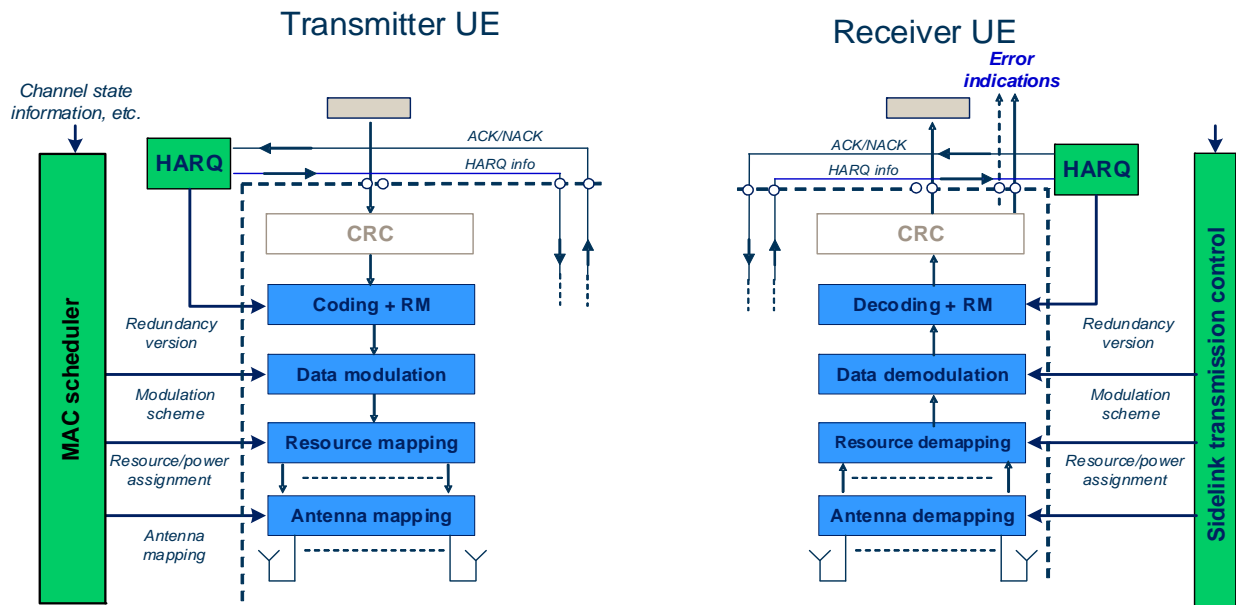 Transmitter UE
Receiver UE
Channel state
information, etc.
HARQ
ACK/NACK
HARQ info
CRC
Coding + RM
Redundancy
version
Data modulation
Modulation
scheme
Resource mapping
Resource/power
assignment
Antenna mapping
Antenna
mapping
MAC scheduler
Error
indications
ACK/NACK
HARQ info
HARQ
CRC
Decoding + RM
Redundancy
version
Data demodulation
Modulation
scheme
Resource demapping
Resource/power
assignment
Antenna demapping
Sidelink transmission control